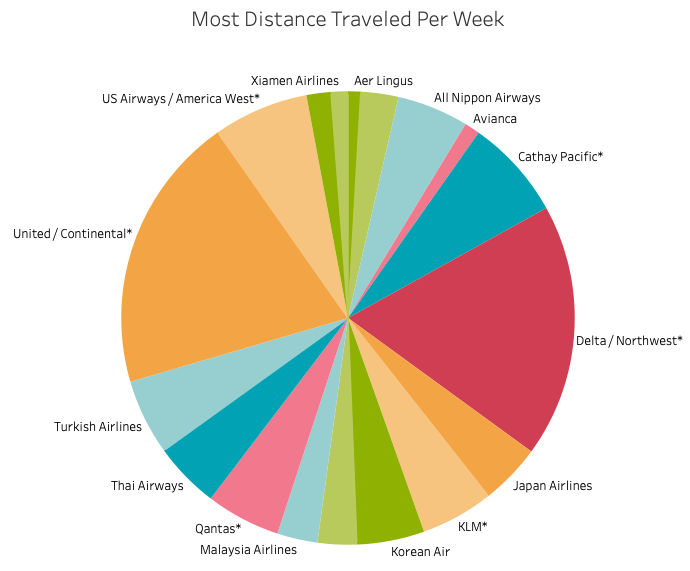 Most Distance Traveled Per Week
Xiamen Airlines
Aer Lingus
US Airways / America West*
All Nippon Airways
Avianca
Cathay Pacific*
United / Continental*
Delta / Northwest*
Turkish Airlines
Thai Airways
Japan Airlines
Qantas*
KLM*
Malaysia Airlines
Korean Air